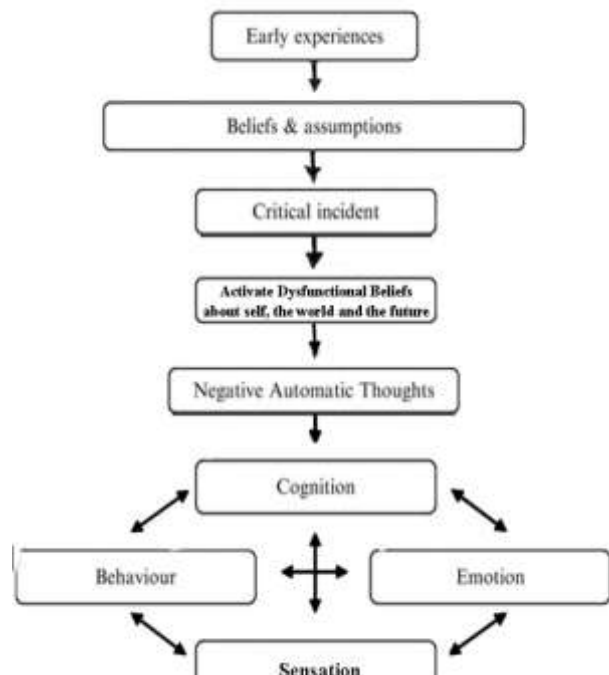 Early experiences
Beliefs & assumptions
Critical incident
Activate Dysfunctional Beliefs
about self, the world and the future
Negative Automatic Thoughts
Cognition
Behaviour
Emotion
Sensation